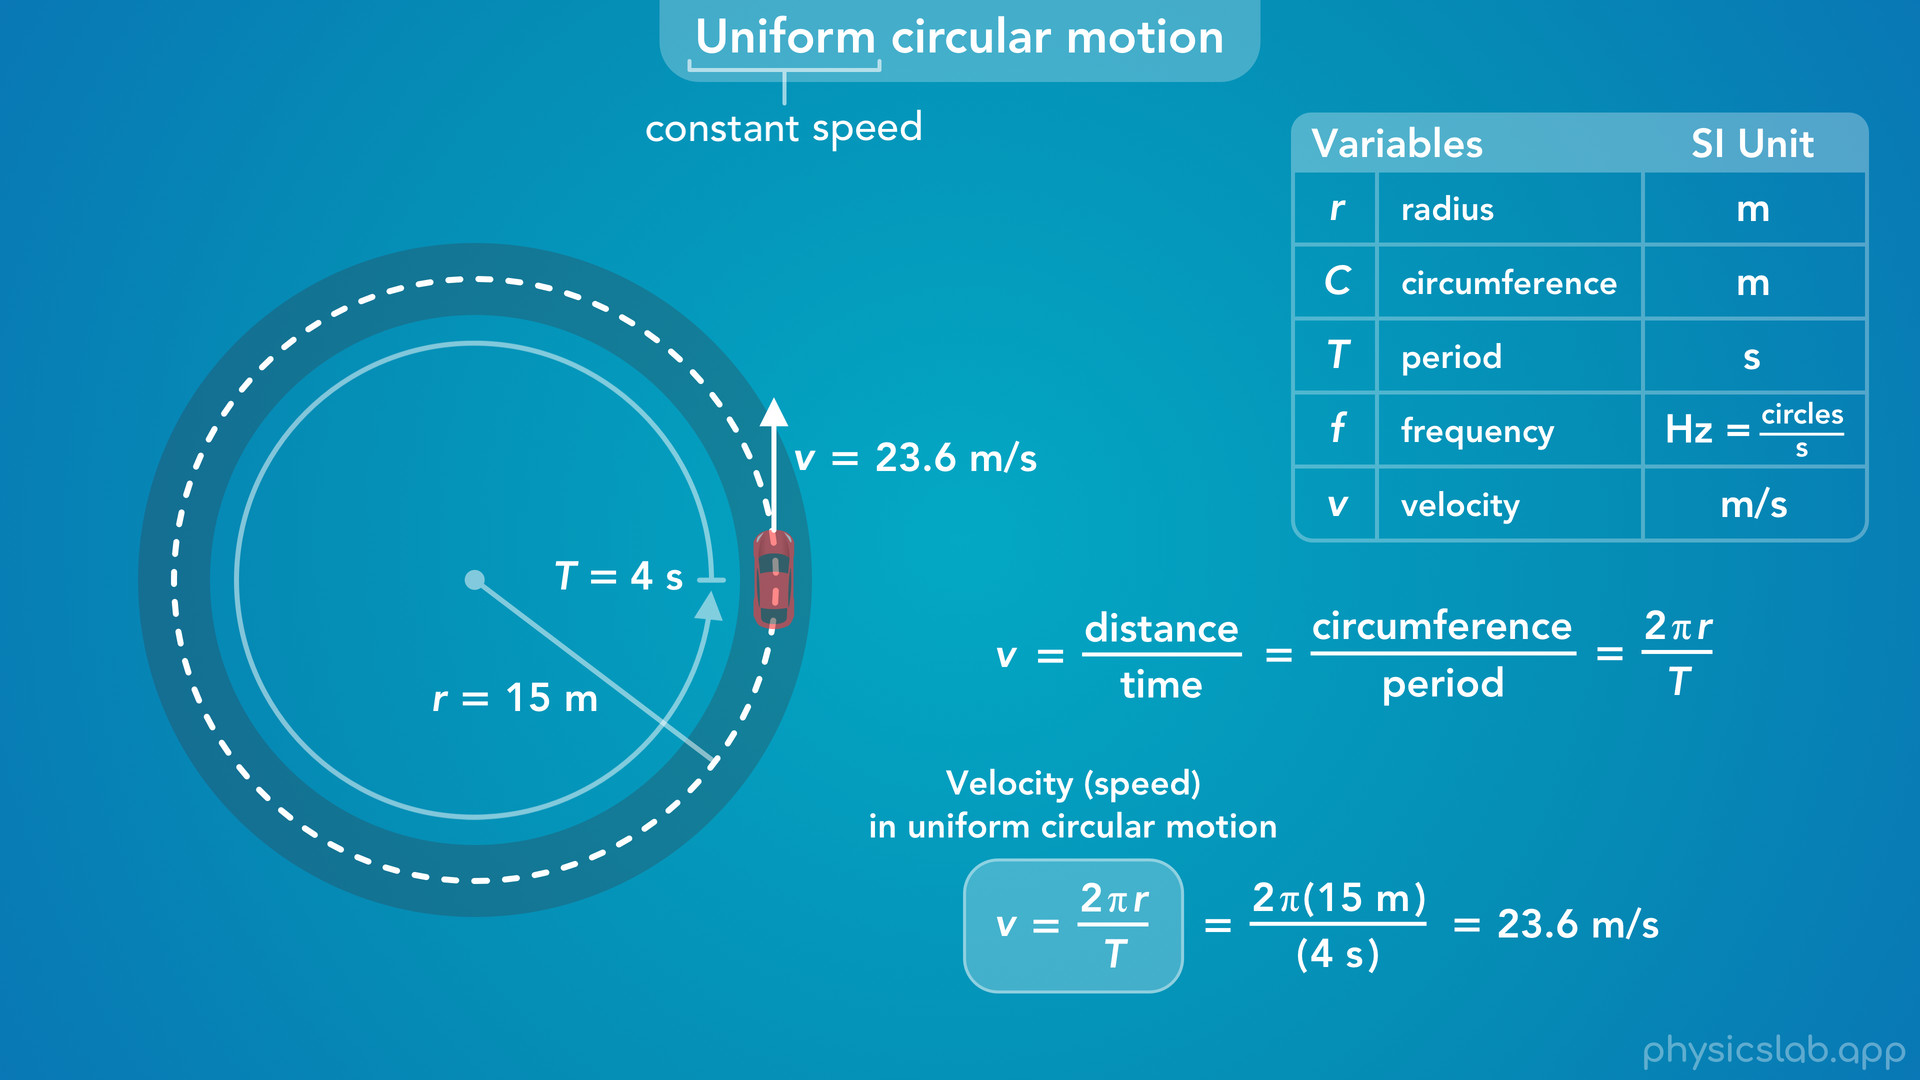 Uniform circular motion
constant speed
Variables SI Unit
r radius m
C circumference m
T period s
f frequency Hz = circles/s
v velocity m/s
v = 23.6 m/s
T = 4 s
r = 15 m
v = distance/time = circumference/period = 2πr/T
Velocity (speed)
in uniform circular motion
v = 2πr/T = 2π(15 m)/(4 s) = 23.6 m/s
physicslab.app